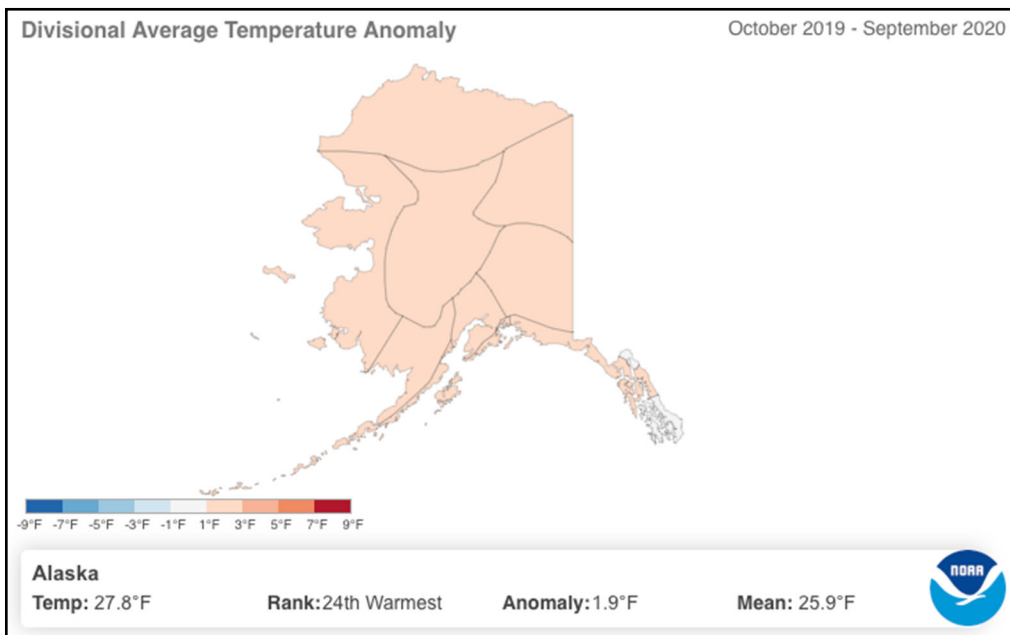 Divisional Average Temperature Anomaly
October 2019 - September 2020
-9°F -7°F -5°F -3°F -1°F 1°F 3°F 5°F 7°F 9°F
Alaska
Temp: 27.8°F Rank:24th Warmest Anomaly:1.9°F Mean: 25.9°F
NOAA